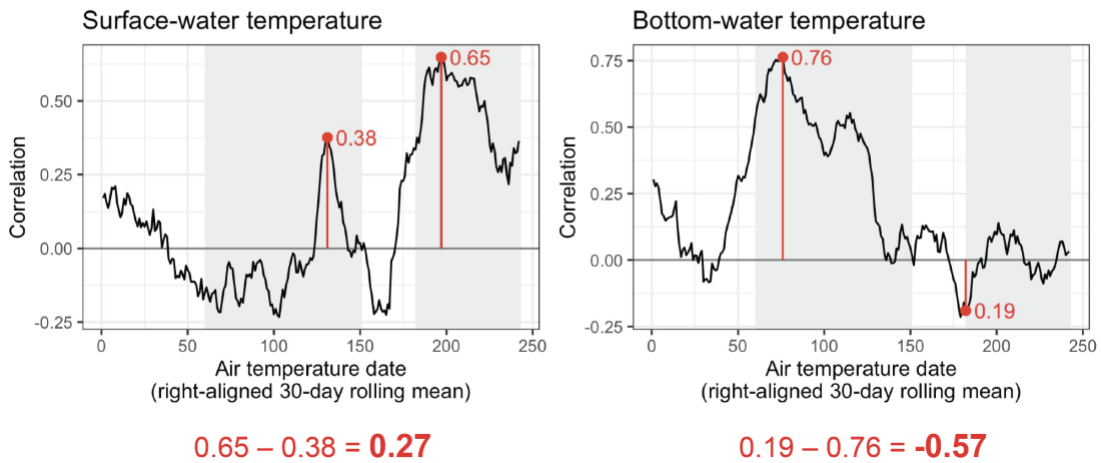 Surface-water temperature
Correlation
0.50
0.25
0.00
-0.25
0.65
0.38
0 50 100 150 200 250
Air temperature date
(right-aligned 30-day rolling mean)
0.65 – 0.38 = 0.27
Bottom-water temperature
Correlation
0.75
0.50
0.25
0.00
-0.25
0.76
0.19
0 50 100 150 200 250
Air temperature date
(right-aligned 30-day rolling mean)
0.19 – 0.76 = -0.57